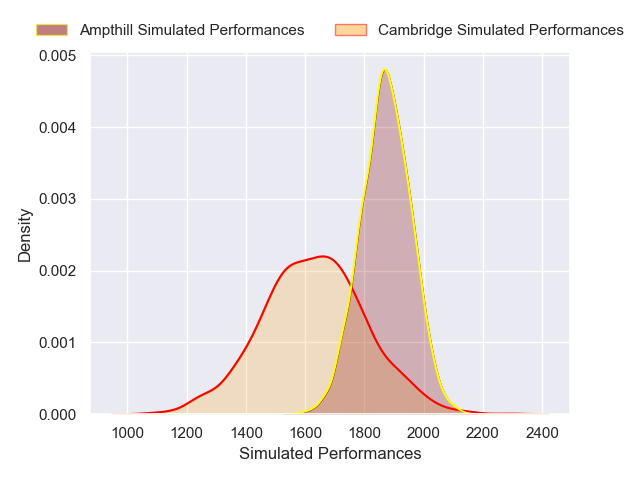 Ampthill Simulated Performances
Cambridge Simulated Performances
Density
0.005
0.004
0.003
0.002
0.001
0.000
1000 1200 1400 1600 1800 2000 2200 2400
Simulated Performances